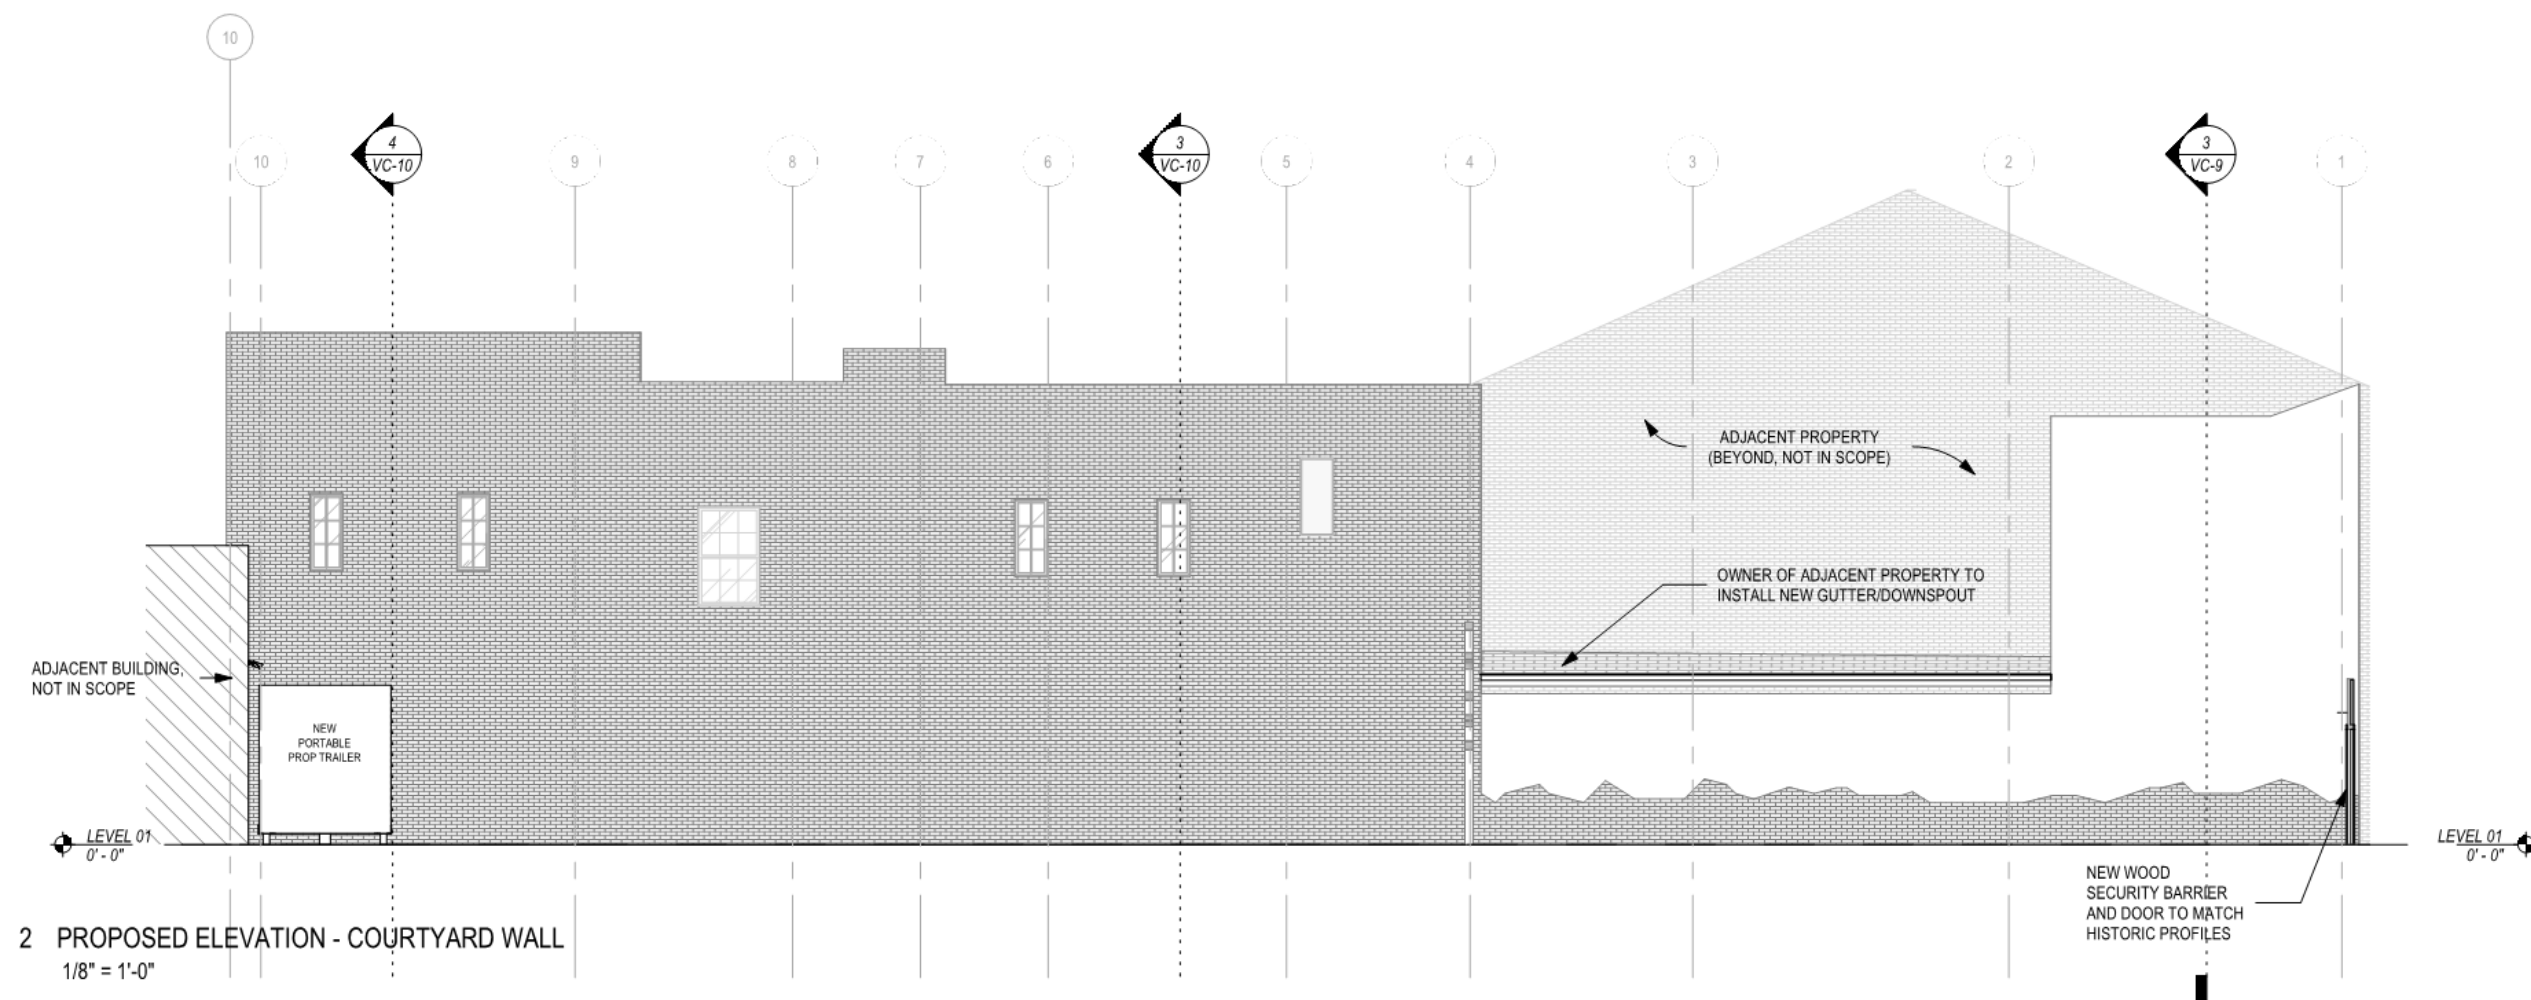 10
10
4
VC-10
9
8
7
6
3
VC-10
5
4
3
2
3
VC-9
1
ADJACENT PROPERTY
(BEYOND, NOT IN SCOPE)
OWNER OF ADJACENT PROPERTY TO
INSTALL NEW GUTTER/DOWNSPOUT
ADJACENT BUILDING,
NOT IN SCOPE
NEW
PORTABLE
PROP TRAILER
LEVEL 01
0' - 0"
LEVEL 01
0' - 0"
NEW WOOD
SECURITY BARRIER
AND DOOR TO MATCH
HISTORIC PROFILES
2 PROPOSED ELEVATION - COURTYARD WALL
1/8" = 1'-0"